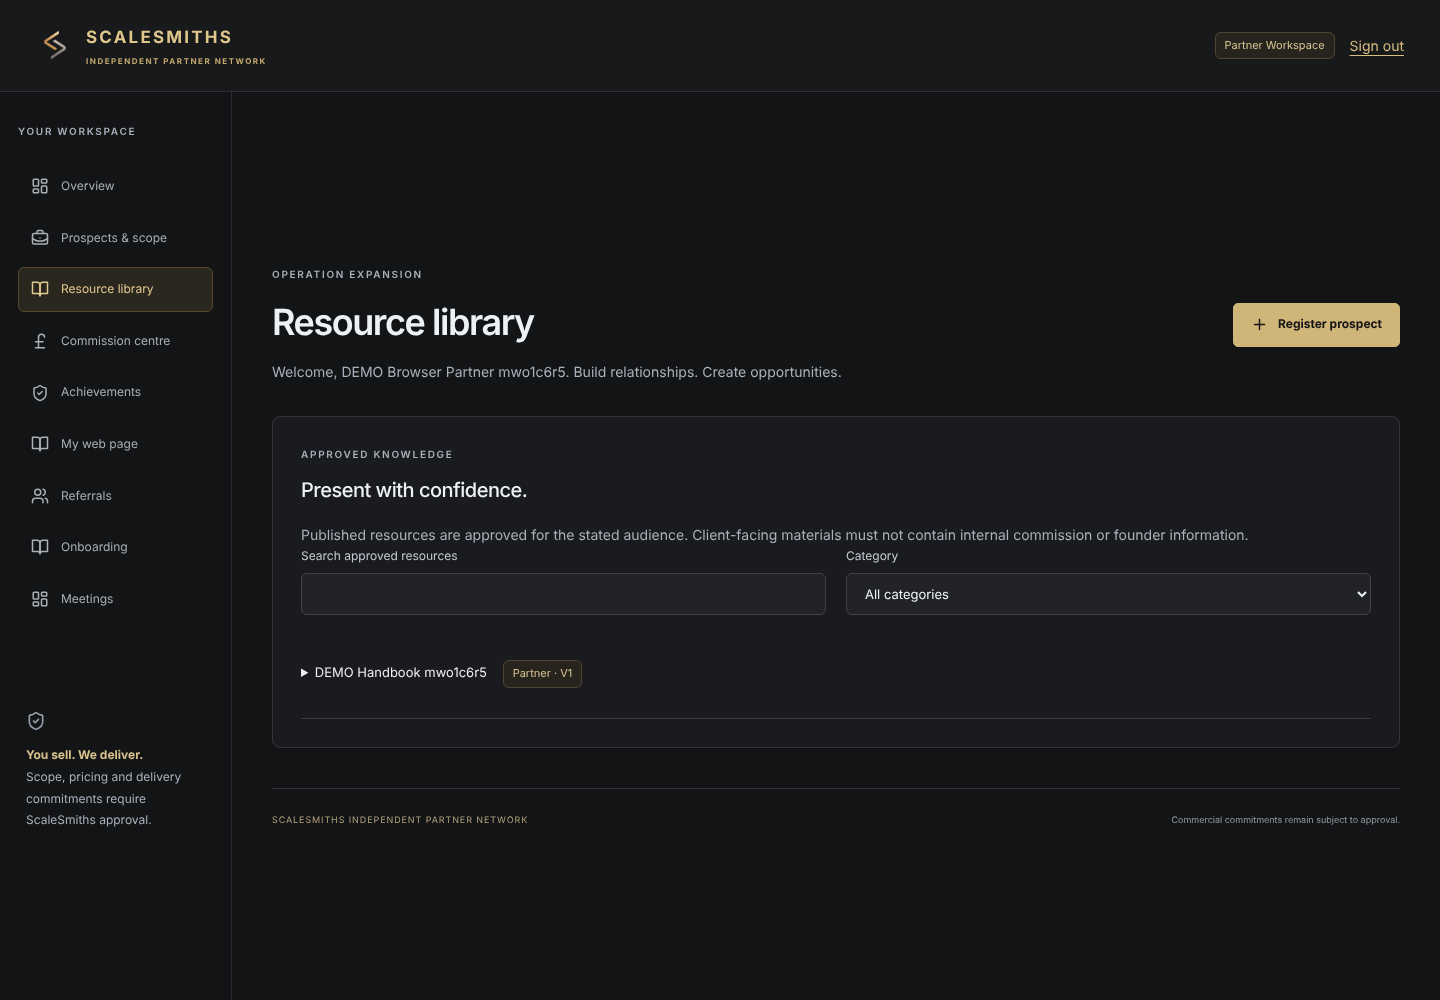 SCALESMITHS
INDEPENDENT PARTNER NETWORK
Partner Workspace
Sign out
YOUR WORKSPACE
Overview
Prospects & scope
Resource library
Commission centre
Achievements
My web page
Referrals
Onboarding
Meetings
You sell. We deliver.
Scope, pricing and delivery
commitments require
ScaleSmiths approval.
OPERATION EXPANSION
Resource library
Register prospect
Welcome, DEMO Browser Partner mwo1c6r5. Build relationships. Create opportunities.
APPROVED KNOWLEDGE
Present with confidence.
Published resources are approved for the stated audience. Client-facing materials must not contain internal commission or founder information.
Search approved resources
Category
All categories
DEMO Handbook mwo1c6r5
Partner · V1
SCALESMITHS INDEPENDENT PARTNER NETWORK
Commercial commitments remain subject to approval.